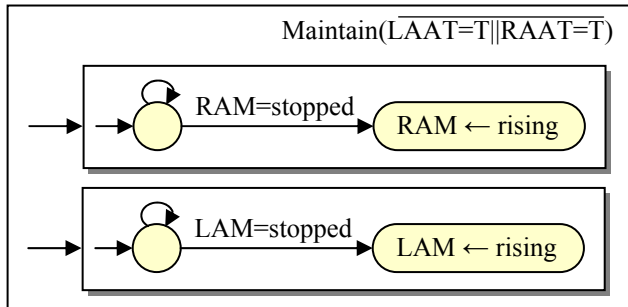 Maintain(LAAT=T||RAAT=T)
RAM=stopped
RAM ← rising
LAM=stopped
LAM ← rising